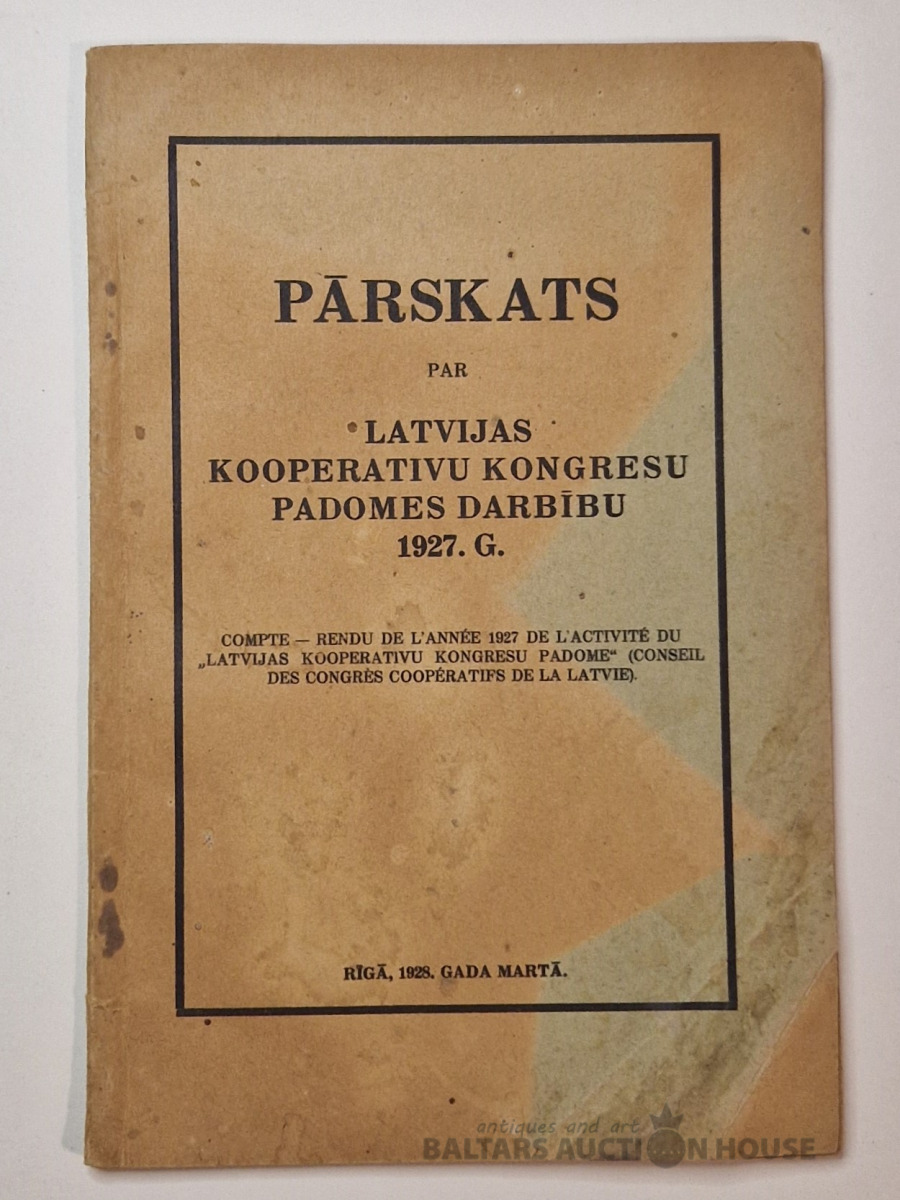 PĀRSKATS
PAR
LATVIJAS
KOOPERATIVU KONGRESU
PADOMES DARBĪBU
1927. G.
COMPTE — RENDU DE L'ANNÉE 1927 DE L'ACTIVITÉ DU
„LATVIJAS KOOPERATIVU KONGRESU PADOME“ (CONSEIL
DES CONGRÈS COOPÉRATIFS DE LA LATVIE).
RĪGĀ, 1928. GADA MARTĀ.
antiques and art
BALTARS AUCTION HOUSE